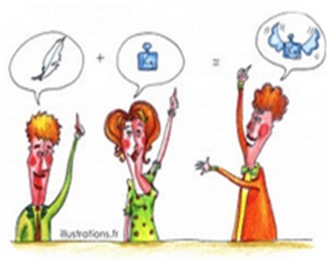 + =
illustrations.fr